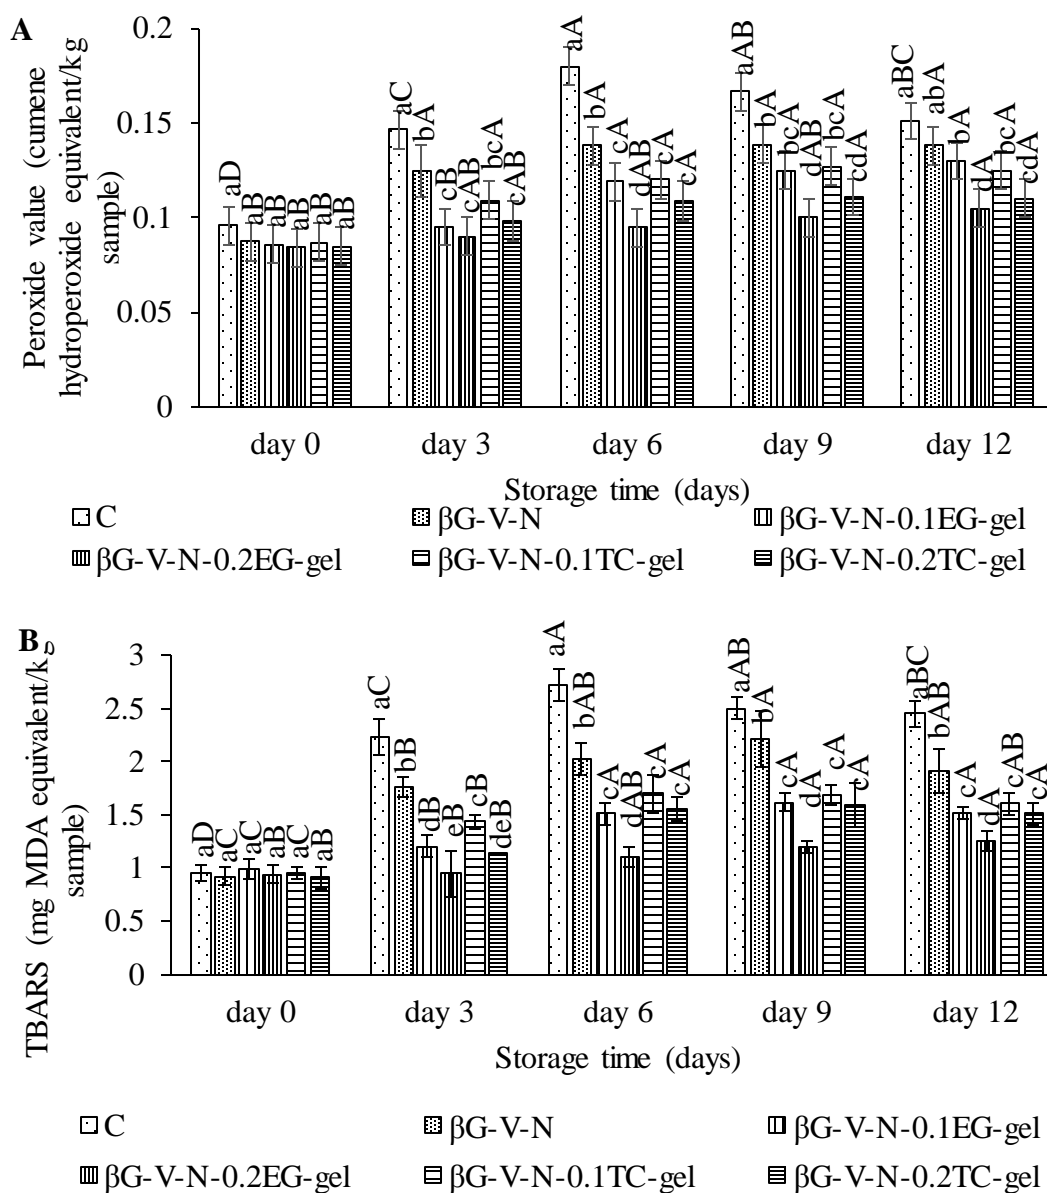 A
Peroxide value (cumene
hydroperoxide equivalent/kg
sample)
0.2
0.15
0.1
0.05
0
aD aB aB aB aB aB
aC bA cB cAB bcA cAB
aA bA cA dAB cA cA
aAB bA bcA dAB bcA cdA
aBC abA bA dA bcA cdA
day 0 day 3 day 6 day 9 day 12
Storage time (days)
C βG-V-N βG-V-N-0.1EG-gel
βG-V-N-0.2EG-gel βG-V-N-0.1TC-gel βG-V-N-0.2TC-gel
B
TBARS (mg MDA equivalent/kg
sample)
3
2.5
2
1.5
1
0.5
0
aD aC aC aB aC aB
aC bB dB eB cB deB
aA bAB cA dAB cA cA
aAB bA cA dA cA cA
aBC bAB cA dA cAB cA
day 0 day 3 day 6 day 9 day 12
Storage time (days)
C βG-V-N βG-V-N-0.1EG-gel
βG-V-N-0.2EG-gel βG-V-N-0.1TC-gel βG-V-N-0.2TC-gel